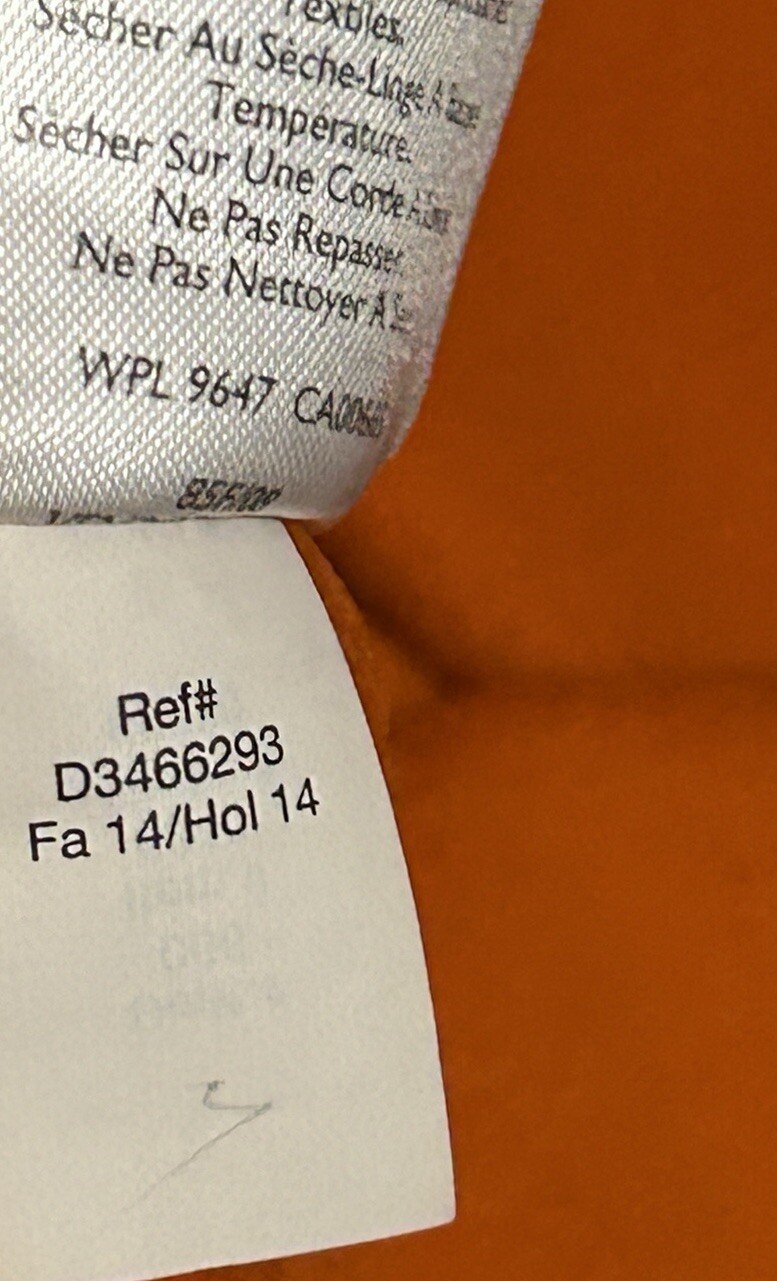 Textiles.
Sécher Au Sèche-Linge A
Température.
Sécher Sur Une Corde A
Ne Pas Repasser
Ne Pas Nettoyer A
WPL 9647
Ref#
D3466293
Fa 14/Hol 14